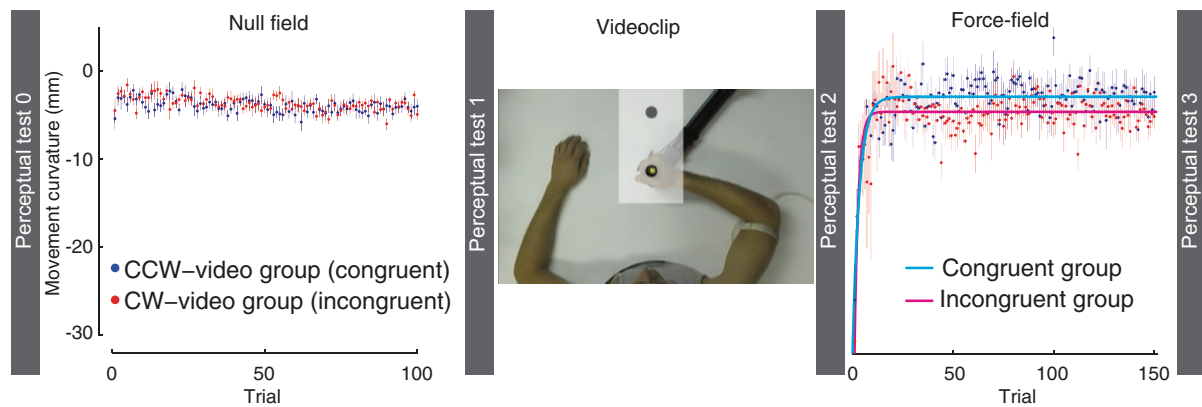 Perceptual test 0
Null field
Movement curvature (mm)
0
-10
-20
-30
CCW–video group (congruent)
CW–video group (incongruent)
0
50
100
Trial
Perceptual test 1
Videoclip
Perceptual test 2
Force-field
Congruent group
Incongruent group
0
50
100
150
Trial
Perceptual test 3